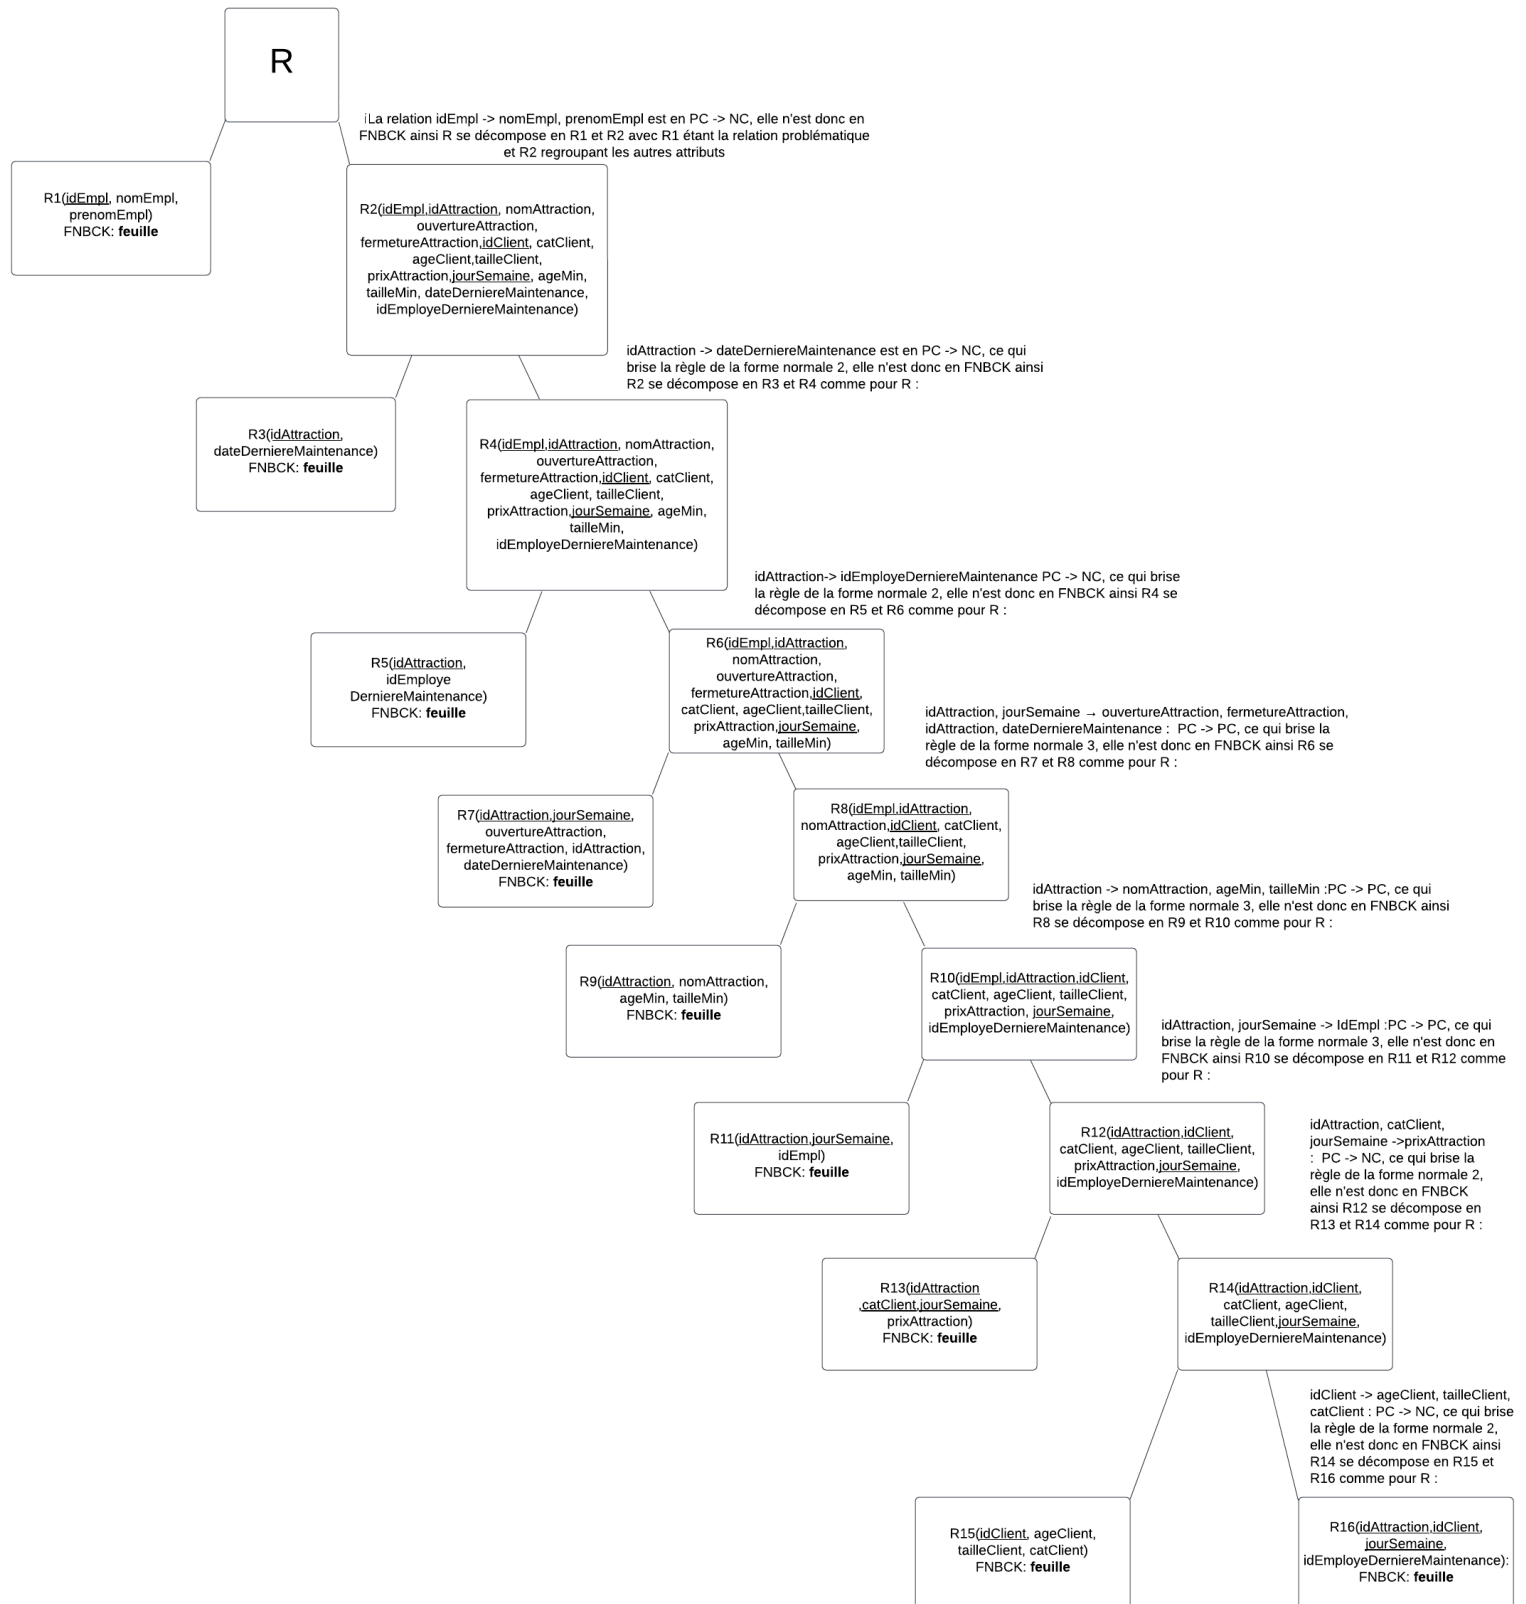 R
¡La relation idEmpl -> nomEmpl, prenomEmpl est en PC -> NC, elle n'est donc en
FNBCK ainsi R se décompose en R1 et R2 avec R1 étant la relation problématique
et R2 regroupant les autres attributs
R1(idEmpl, nomEmpl,
prenomEmpl)
FNBCK: feuille
R2(idEmpl,idAttraction, nomAttraction,
ouvertureAttraction,
fermetureAttraction,idClient, catClient,
ageClient,tailleClient,
prixAttraction,jourSemaine, ageMin,
tailleMin, dateDerniereMaintenance,
idEmployeDerniereMaintenance)
idAttraction -> dateDerniereMaintenance est en PC -> NC, ce qui
brise la règle de la forme normale 2, elle n'est donc en FNBCK ainsi
R2 se décompose en R3 et R4 comme pour R :
R3(idAttraction,
dateDerniereMaintenance)
FNBCK: feuille
R4(idEmpl,idAttraction, nomAttraction,
ouvertureAttraction,
fermetureAttraction,idClient, catClient,
ageClient, tailleClient,
prixAttraction,jourSemaine, ageMin,
tailleMin,
idEmployeDerniereMaintenance)
idAttraction-> idEmployeDerniereMaintenance PC -> NC, ce qui brise
la règle de la forme normale 2, elle n'est donc en FNBCK ainsi R4 se
décompose en R5 et R6 comme pour R :
R5(idAttraction,
idEmploye
DerniereMaintenance)
FNBCK: feuille
R6(idEmpl,idAttraction,
nomAttraction,
ouvertureAttraction,
fermetureAttraction,idClient,
catClient, ageClient,tailleClient,
prixAttraction,jourSemaine,
ageMin, tailleMin)
idAttraction, jourSemaine → ouvertureAttraction, fermetureAttraction,
idAttraction, dateDerniereMaintenance :  PC -> PC, ce qui brise la
règle de la forme normale 3, elle n'est donc en FNBCK ainsi R6 se
décompose en R7 et R8 comme pour R :
R7(idAttraction,jourSemaine,
ouvertureAttraction,
fermetureAttraction, idAttraction,
dateDerniereMaintenance)
FNBCK: feuille
R8(idEmpl,idAttraction,
nomAttraction,idClient, catClient,
ageClient,tailleClient,
prixAttraction,jourSemaine,
ageMin, tailleMin)
idAttraction -> nomAttraction, ageMin, tailleMin :PC -> PC, ce qui
brise la règle de la forme normale 3, elle n'est donc en FNBCK ainsi
R8 se décompose en R9 et R10 comme pour R :
R9(idAttraction, nomAttraction,
ageMin, tailleMin)
FNBCK: feuille
R10(idEmpl,idAttraction,idClient,
catClient, ageClient, tailleClient,
prixAttraction, jourSemaine,
idEmployeDerniereMaintenance)
idAttraction, jourSemaine -> IdEmpl :PC -> PC, ce qui
brise la règle de la forme normale 3, elle n'est donc en
FNBCK ainsi R10 se décompose en R11 et R12 comme
pour R :
R11(idAttraction,jourSemaine,
idEmpl)
FNBCK: feuille
R12(idAttraction,idClient,
catClient, ageClient, tailleClient,
prixAttraction,jourSemaine,
idEmployeDerniereMaintenance)
idAttraction, catClient,
jourSemaine ->prixAttraction
:  PC -> NC, ce qui brise la
règle de la forme normale 2,
elle n'est donc en FNBCK
ainsi R12 se décompose en
R13 et R14 comme pour R :
R13(idAttraction
,catClient,jourSemaine,
prixAttraction)
FNBCK: feuille
R14(idAttraction,idClient,
catClient, ageClient,
tailleClient,jourSemaine,
idEmployeDerniereMaintenance)
idClient -> ageClient, tailleClient,
catClient : PC -> NC, ce qui brise
la règle de la forme normale 2,
elle n'est donc en FNBCK ainsi
R14 se décompose en R15 et
R16 comme pour R :
R15(idClient, ageClient,
tailleClient, catClient)
FNBCK: feuille
R16(idAttraction,idClient,
jourSemaine,
idEmployeDerniereMaintenance):
FNBCK: feuille